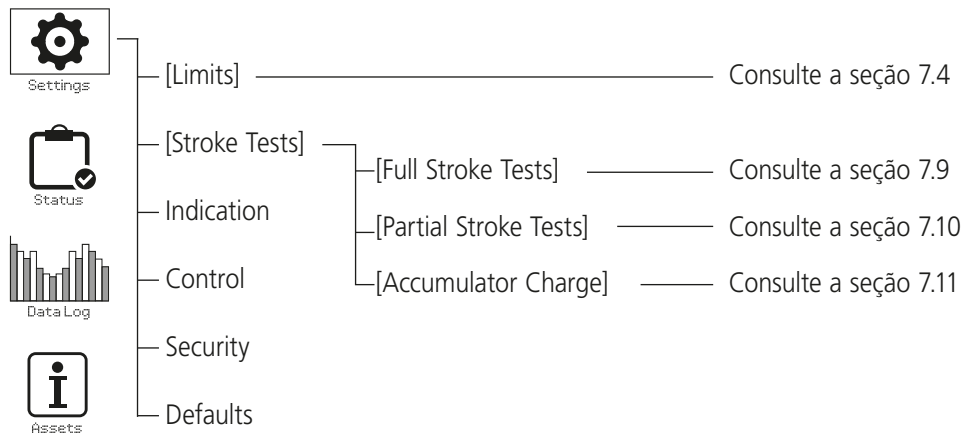 Settings
[Limits] Consulte a seção 7.4
[Stroke Tests]
[Full Stroke Tests] Consulte a seção 7.9
Status
Indication
[Partial Stroke Tests] Consulte a seção 7.10
Control
[Accumulator Charge] Consulte a seção 7.11
Data Log
Security
Defaults
Assets